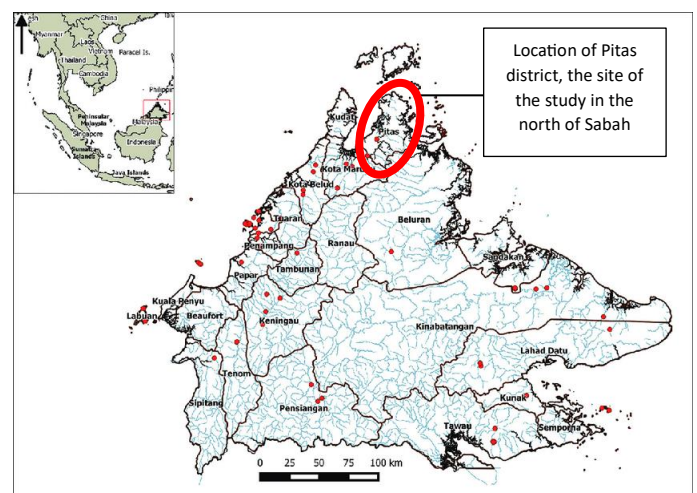 Myanmar
China
Laos
Paracel Is.
Vietnam
Thailand
Cambodia
Philippin
Peninsular
Malaysia
Malaysia
Singapore
Sumatra
Islands
Indonesia
Java Islands
Location of Pitas
district, the site of
the study in the
north of Sabah
Kudat
Pitas
Kota Maru
Kota Belud
Tuaran
Beluran
Ranau
Penampang
Sandakan
Tambunan
Papar
Kuala Penyu
Labuan
Beaufort
Keningau
Kinabatangan
Lahad Datu
Tenom
Sipitang
Pensiangan
Kunak
Tawau
Semporna
0 25 50 75 100 km